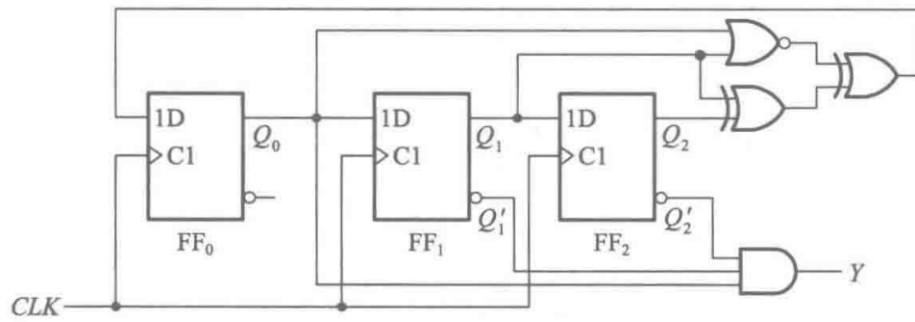 1D
Q₀
C1
FF₀
1D
Q₁
C1
Q₁'
FF₁
1D
Q₂
C1
Q₂'
FF₂
Y
CLK